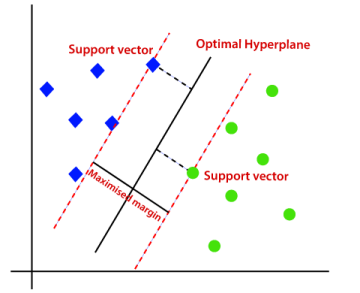 Support vector
Optimal Hyperplane
Support vector
Maximised margin